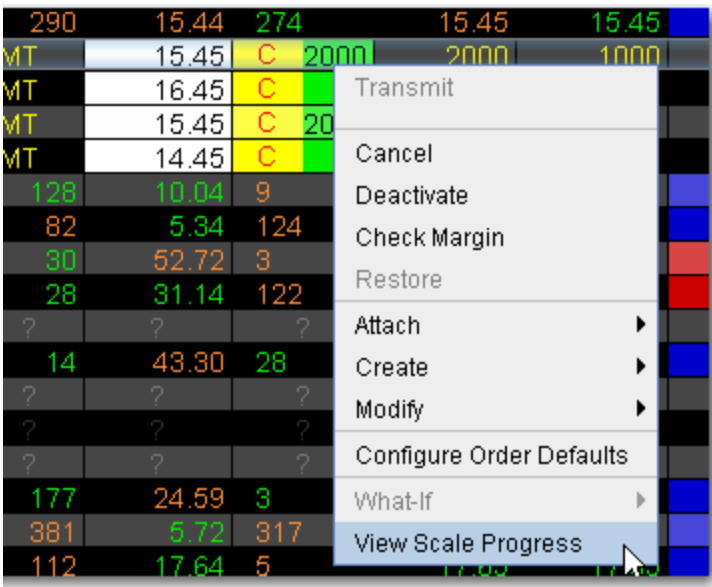 290 15.44 274 15.45 15.45
MT 15.45 C 2000 2000 1000
MT 16.45 C
Transmit
MT 15.45 C 20
MT 14.45 C
Cancel
128 10.04 9
Deactivate
82 5.34 124
Check Margin
30 52.72 3
Restore
28 31.14 122
? ? ?
Attach
14 43.30 28
Create
? ? ?
Modify
? ? ?
? ? ?
Configure Order Defaults
177 24.59 3
What-If
381 5.72 317
View Scale Progress
112 17.64 5